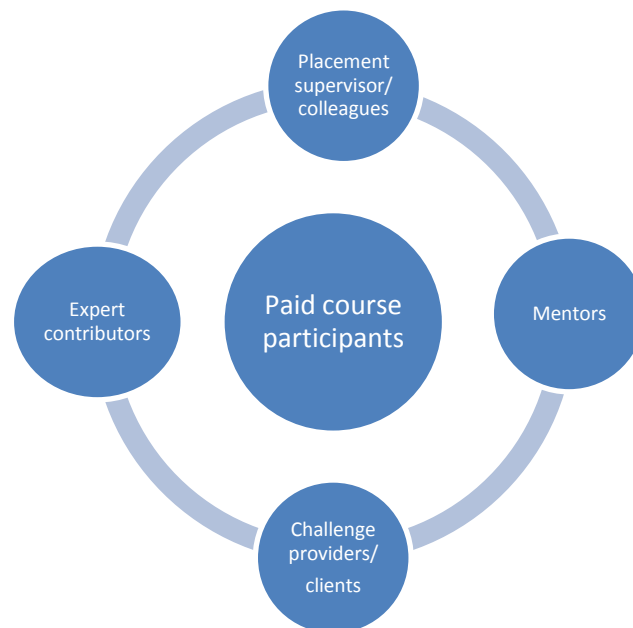 Placement
supervisor/
colleagues
Expert
contributors
Paid course
participants
Mentors
Challenge
providers/
clients